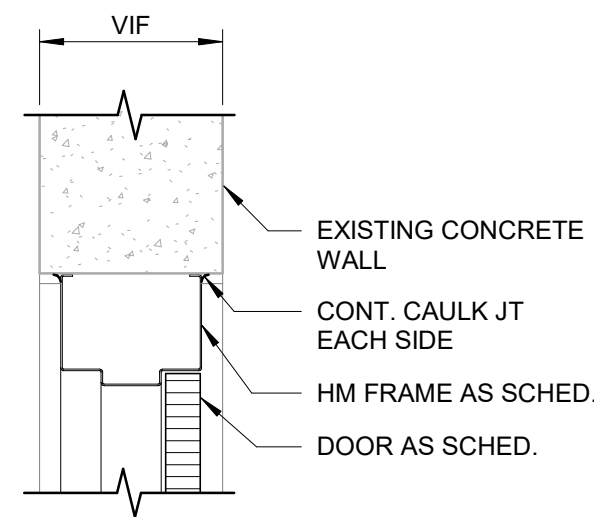 VIF
EXISTING CONCRETE
WALL
CONT. CAULK JT
EACH SIDE
HM FRAME AS SCHED.
DOOR AS SCHED.